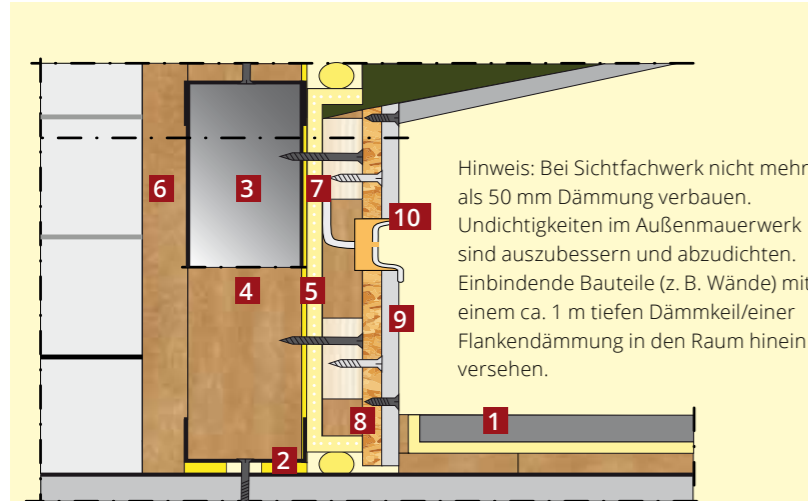 6
3
7
10
4
5
9
8
1
2
Hinweis: Bei Sichtfachwerk nicht mehr
als 50 mm Dämmung verbauen.
Undichtigkeiten im Außenmauerwerk
sind auszubessern und abzudichten.
Einbindende Bauteile (z. B. Wände) mit
einem ca. 1 m tiefen Dämmkeil/einer
Flankendämmung in den Raum hinein
versehen.